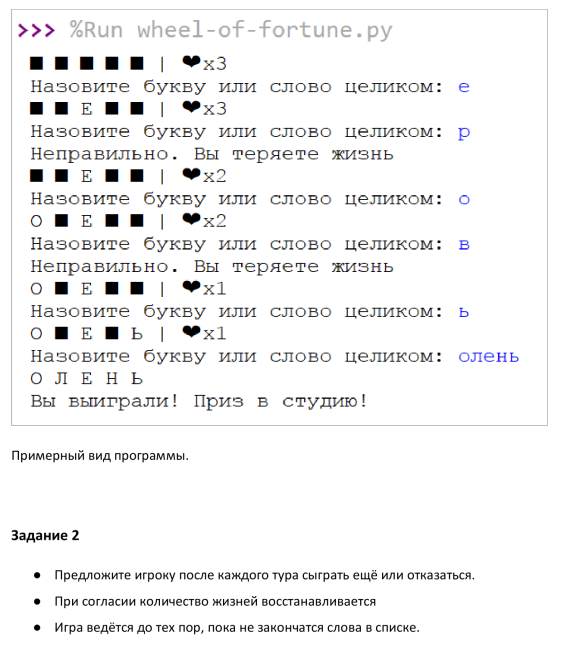 >>> %Run wheel-of-fortune.py
■ ■ ■ ■ ■ | ❤x3
Назовите букву или слово целиком: е
■ ■ Е ■ ■ | ❤x3
Назовите букву или слово целиком: р
Неправильно. Вы теряете жизнь
■ ■ Е ■ ■ | ❤x2
Назовите букву или слово целиком: о
О ■ Е ■ ■ | ❤x2
Назовите букву или слово целиком: в
Неправильно. Вы теряете жизнь
О ■ Е ■ ■ | ❤x1
Назовите букву или слово целиком: ь
О ■ Е ■ Ь | ❤x1
Назовите букву или слово целиком: олень
О Л Е Н Ь
Вы выиграли! Приз в студию!
Примерный вид программы.
Задание 2
● Предложите игроку после каждого тура сыграть ещё или отказаться.
● При согласии количество жизней восстанавливается
● Игра ведётся до тех пор, пока не закончатся слова в списке.